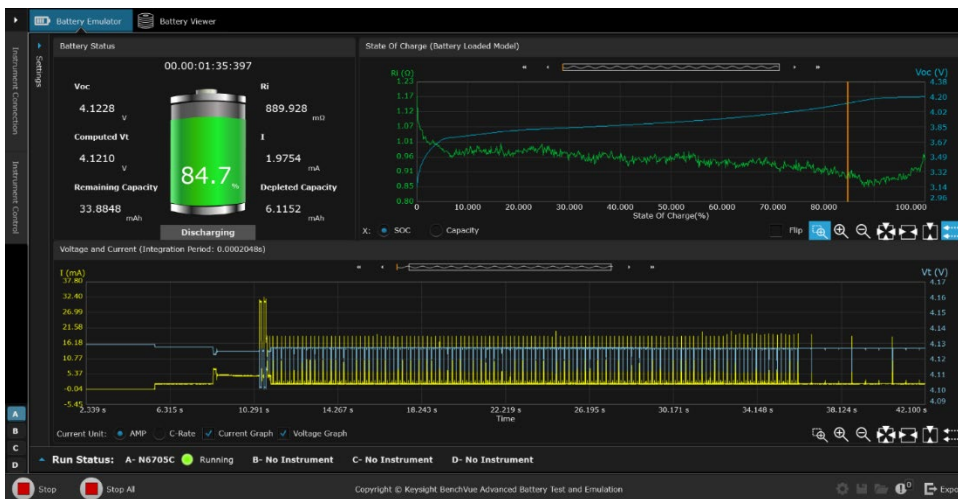 Battery Emulator
Battery Viewer
Instrument Connection
Instrument Control
Settings
Battery Status
00.00:01:35:397
Voc
4.1228 V
Ri
889.928 mΩ
Computed Vt
4.1210 V
I
1.9754 mA
84.7 %
Remaining Capacity
33.8848 mAh
Depleted Capacity
6.1152 mAh
Discharging
State Of Charge (Battery Loaded Model)
Ri (Ω)
1.23
1.17
1.12
1.07
1.01
0.96
0.91
0.85
0.80
Voc (V)
4.38
4.20
4.02
3.85
3.67
3.49
3.32
3.14
2.96
0 10.000 20.000 30.000 40.000 50.000 60.000 70.000 80.000 100.000
State Of Charge(%)
X: SOC Capacity
Flip
Voltage and Current (Integration Period: 0.0002048s)
I (mA)
37.80
32.40
26.99
21.58
16.18
10.77
5.37
-0.04
-5.45
Vt (V)
4.17
4.16
4.15
4.14
4.13
4.12
4.11
4.10
4.09
2.339 s 6.315 s 10.291 s 14.267 s 18.243 s 22.219 s 26.195 s 30.171 s 34.148 s 38.124 s 42.100 s
Time
Current Unit: AMP C-Rate Current Graph Voltage Graph
A
B
C
D
Run Status: A- N6705C Running B- No Instrument C- No Instrument D- No Instrument
Stop Stop All
Copyright © Keysight BenchVue Advanced Battery Test and Emulation
0
Expo